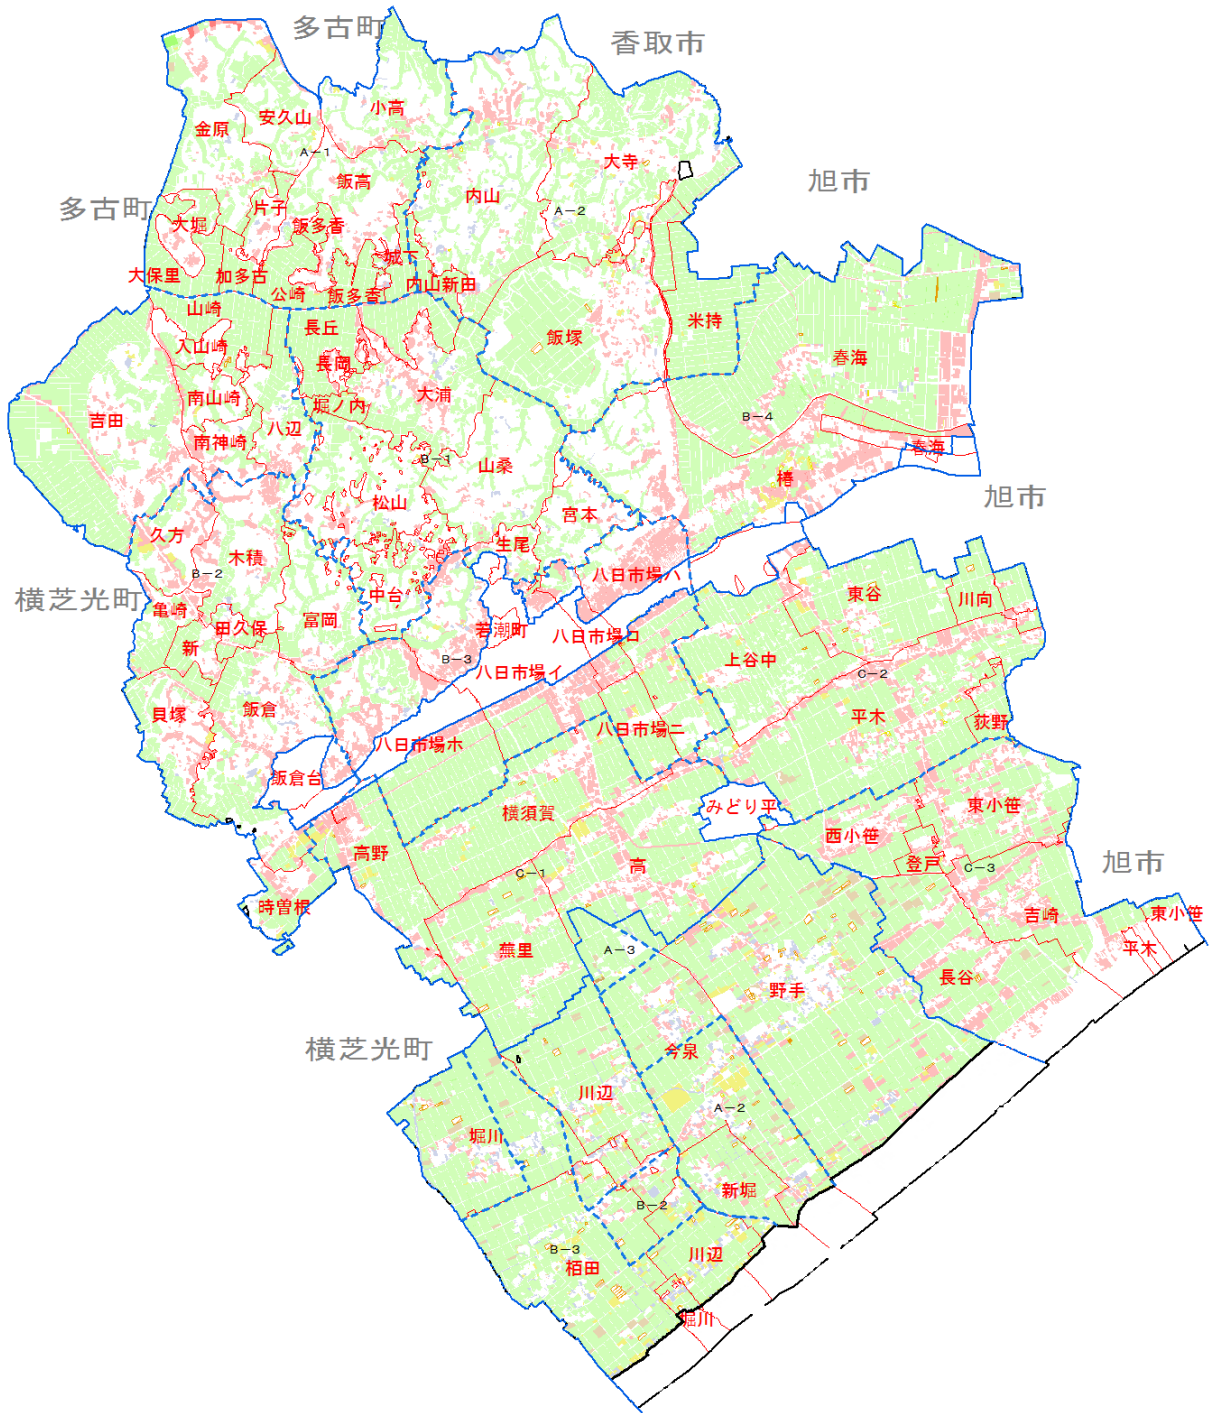 多古町
香取市
小高
安久山
金原
A-1
大寺
飯高
旭市
内山
多古町
片子
A-2
大堀
飯多香
城下
大保里
加多古
内山新田
公崎
飯多香
山崎
米持
長丘
飯塚
入山崎
春海
長岡
大浦
南山崎
堀ノ内
吉田
八辺
B-4
南神崎
春海
B-1
山桑
椿
旭市
松山
宮本
久方
木積
生尾
B-2
八日市場ハ
横芝光町
中台
東谷
川向
亀崎
田久保
富岡
若潮町
八日市場ロ
新
B-3
上谷中
八日市場イ
C-2
飯倉
貝塚
平木
荻野
八日市場ニ
八日市場ホ
飯倉台
横須賀
みどり平
東小笹
西小笹
高野
高
登戸
C-3
旭市
C-1
時曽根
吉崎
東小笹
蕪里
A-3
平木
長谷
野手
横芝光町
今泉
川辺
A-2
堀川
新堀
B-2
B-3
川辺
栢田
堀川